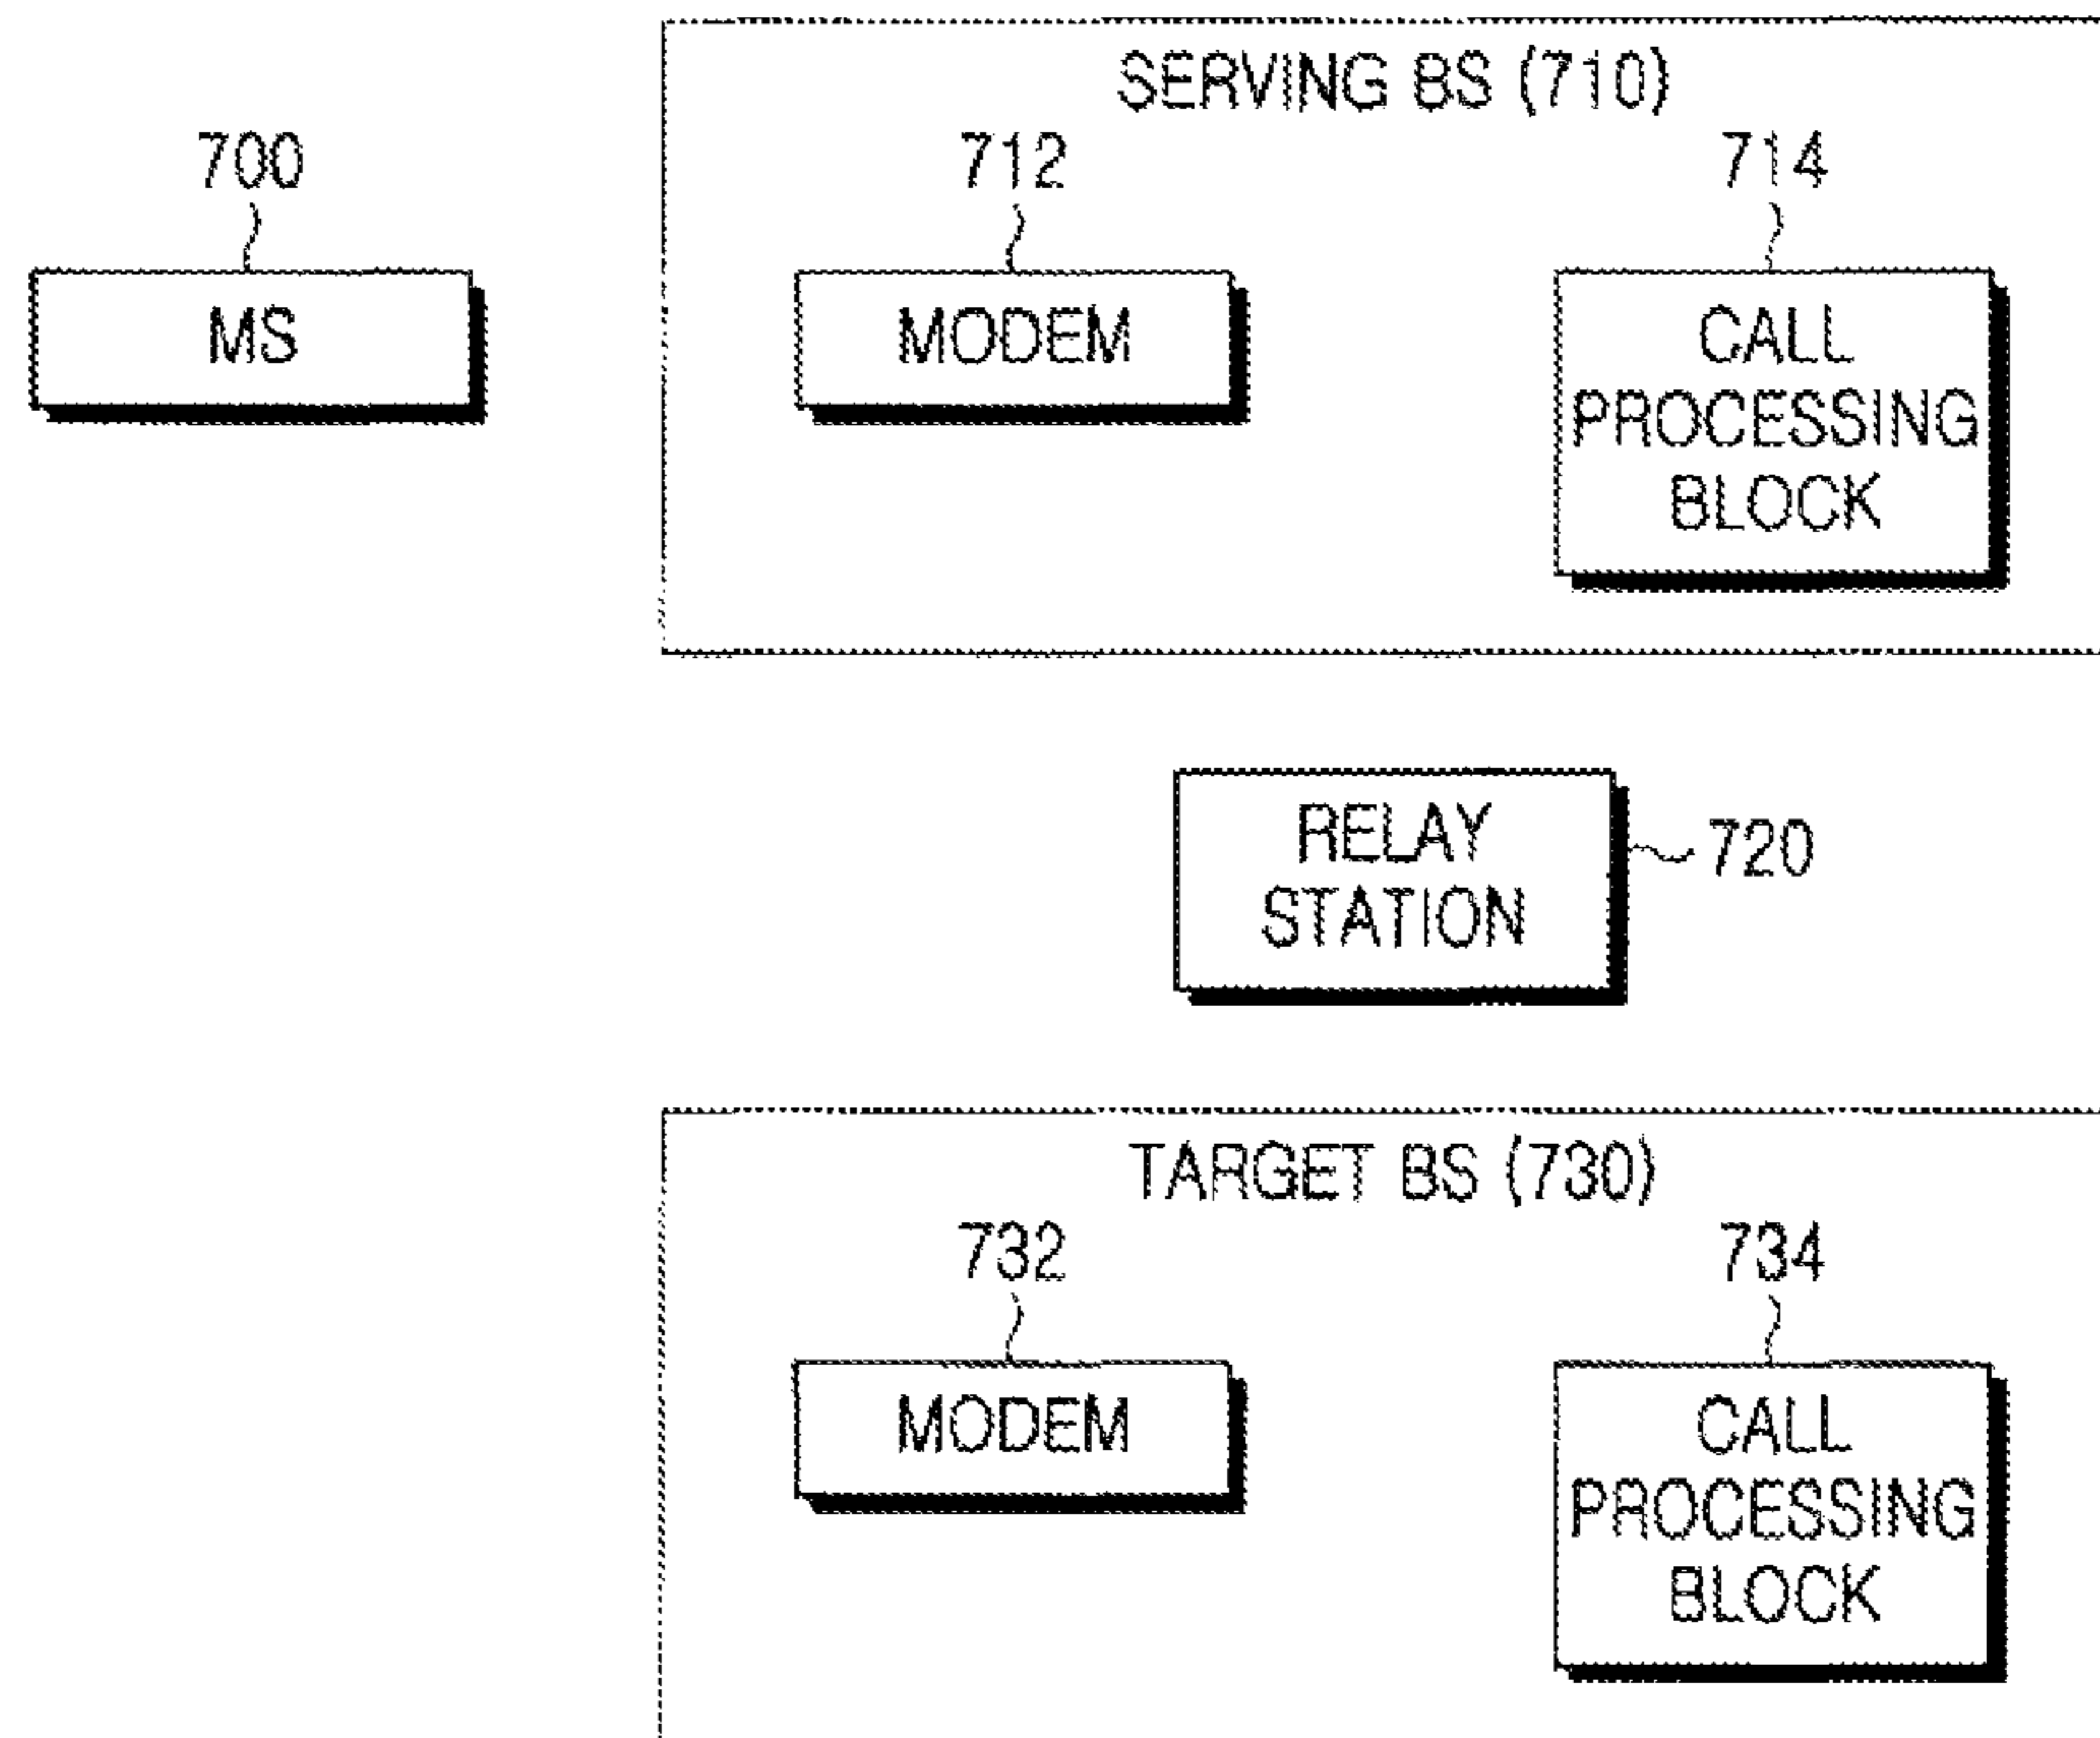 SERVING BS (710)
700
712
714
MS
MODEM
CALL
PROCESSING
BLOCK
RELAY
STATION
720
TARGET BS (730)
732
734
MODEM
CALL
PROCESSING
BLOCK